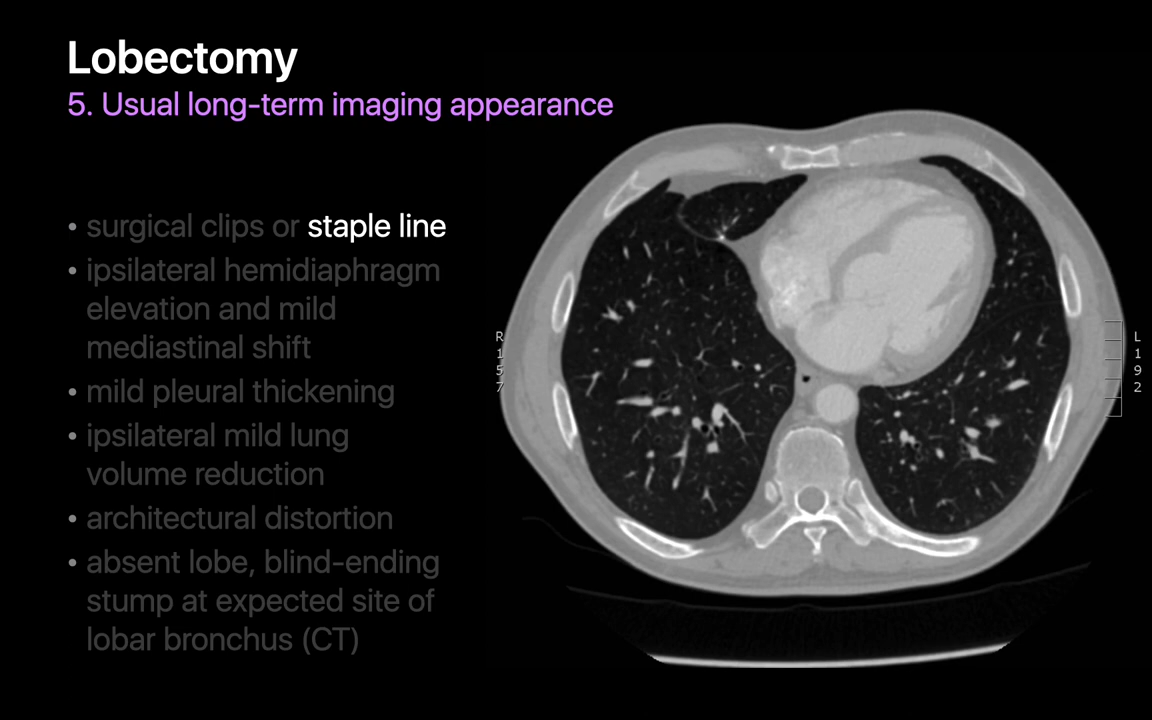 Lobectomy
5. Usual long-term imaging appearance
• surgical clips or staple line
• ipsilateral hemidiaphragm
elevation and mild
mediastinal shift
• mild pleural thickening
• ipsilateral mild lung
volume reduction
• architectural distortion
• absent lobe, blind-ending
stump at expected site of
lobar bronchus (CT)
R
1
5
7
L
1
9
2